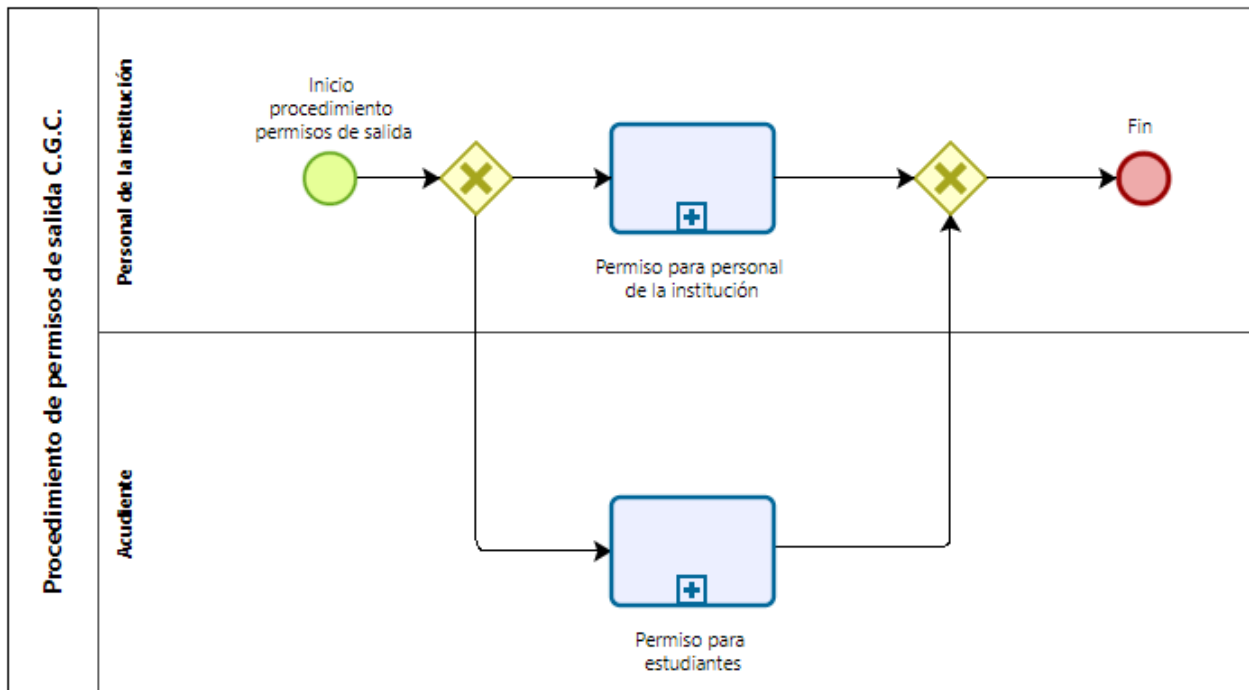 Procedimiento de permisos de salida C.G.C.
Personal de la institución
Inicio
procedimiento
permisos de salida
Permiso para personal
de la institución
Fin
Acudiente
Permiso para
estudiantes